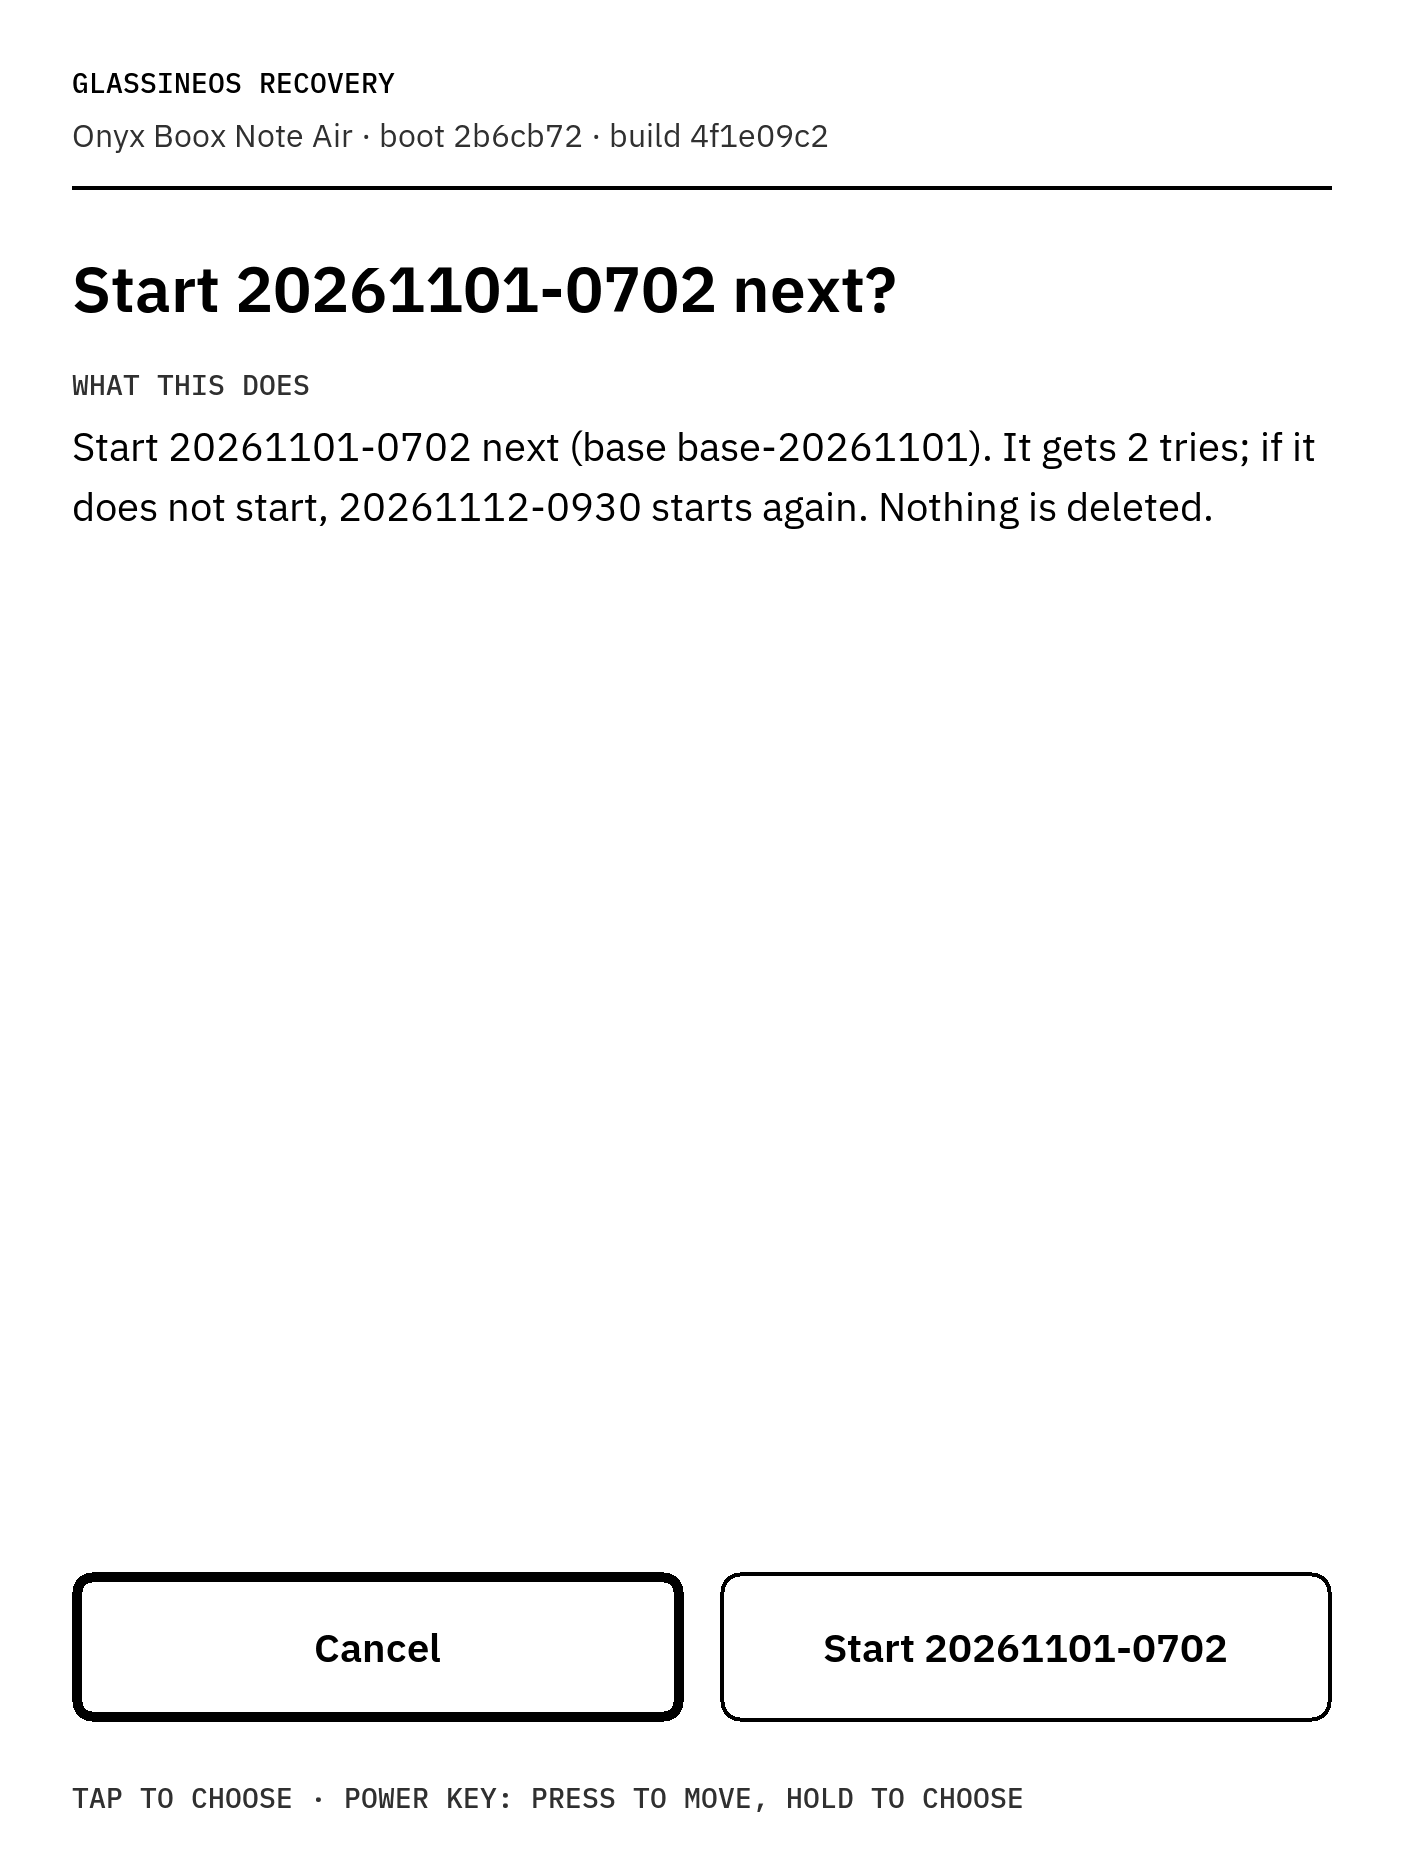 GLASSINEOS RECOVERY
Onyx Boox Note Air · boot 2b6cb72 · build 4f1e09c2
Start 20261101-0702 next?
WHAT THIS DOES
Start 20261101-0702 next (base base-20261101). It gets 2 tries; if it
does not start, 20261112-0930 starts again. Nothing is deleted.
Cancel
Start 20261101-0702
TAP TO CHOOSE · POWER KEY: PRESS TO MOVE, HOLD TO CHOOSE